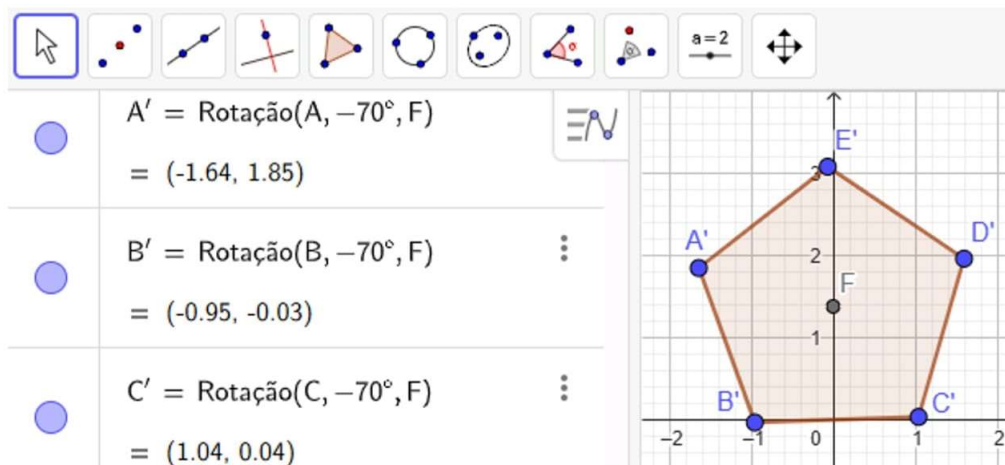 a=2
α
α
A′ = Rotação(A, −70°, F)
= (-1.64, 1.85)
B′ = Rotação(B, −70°, F)
= (-0.95, -0.03)
C′ = Rotação(C, −70°, F)
= (1.04, 0.04)
E'
3
D'
A'
2
F
1
B'
C'
−2
−1
0
1
2